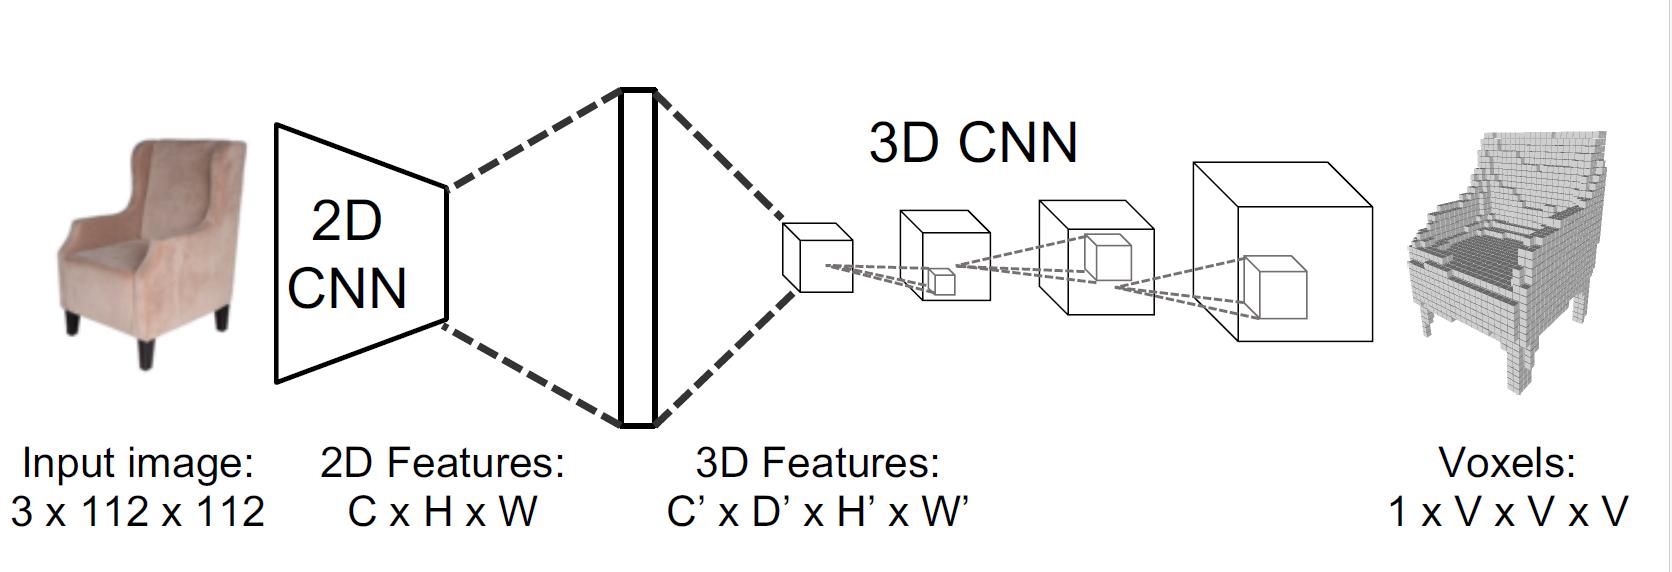 3D CNN
2D
CNN
Input image:
3 x 112 x 112
2D Features:
C x H x W
3D Features:
C’ x D’ x H’ x W’
Voxels:
1 x V x V x V